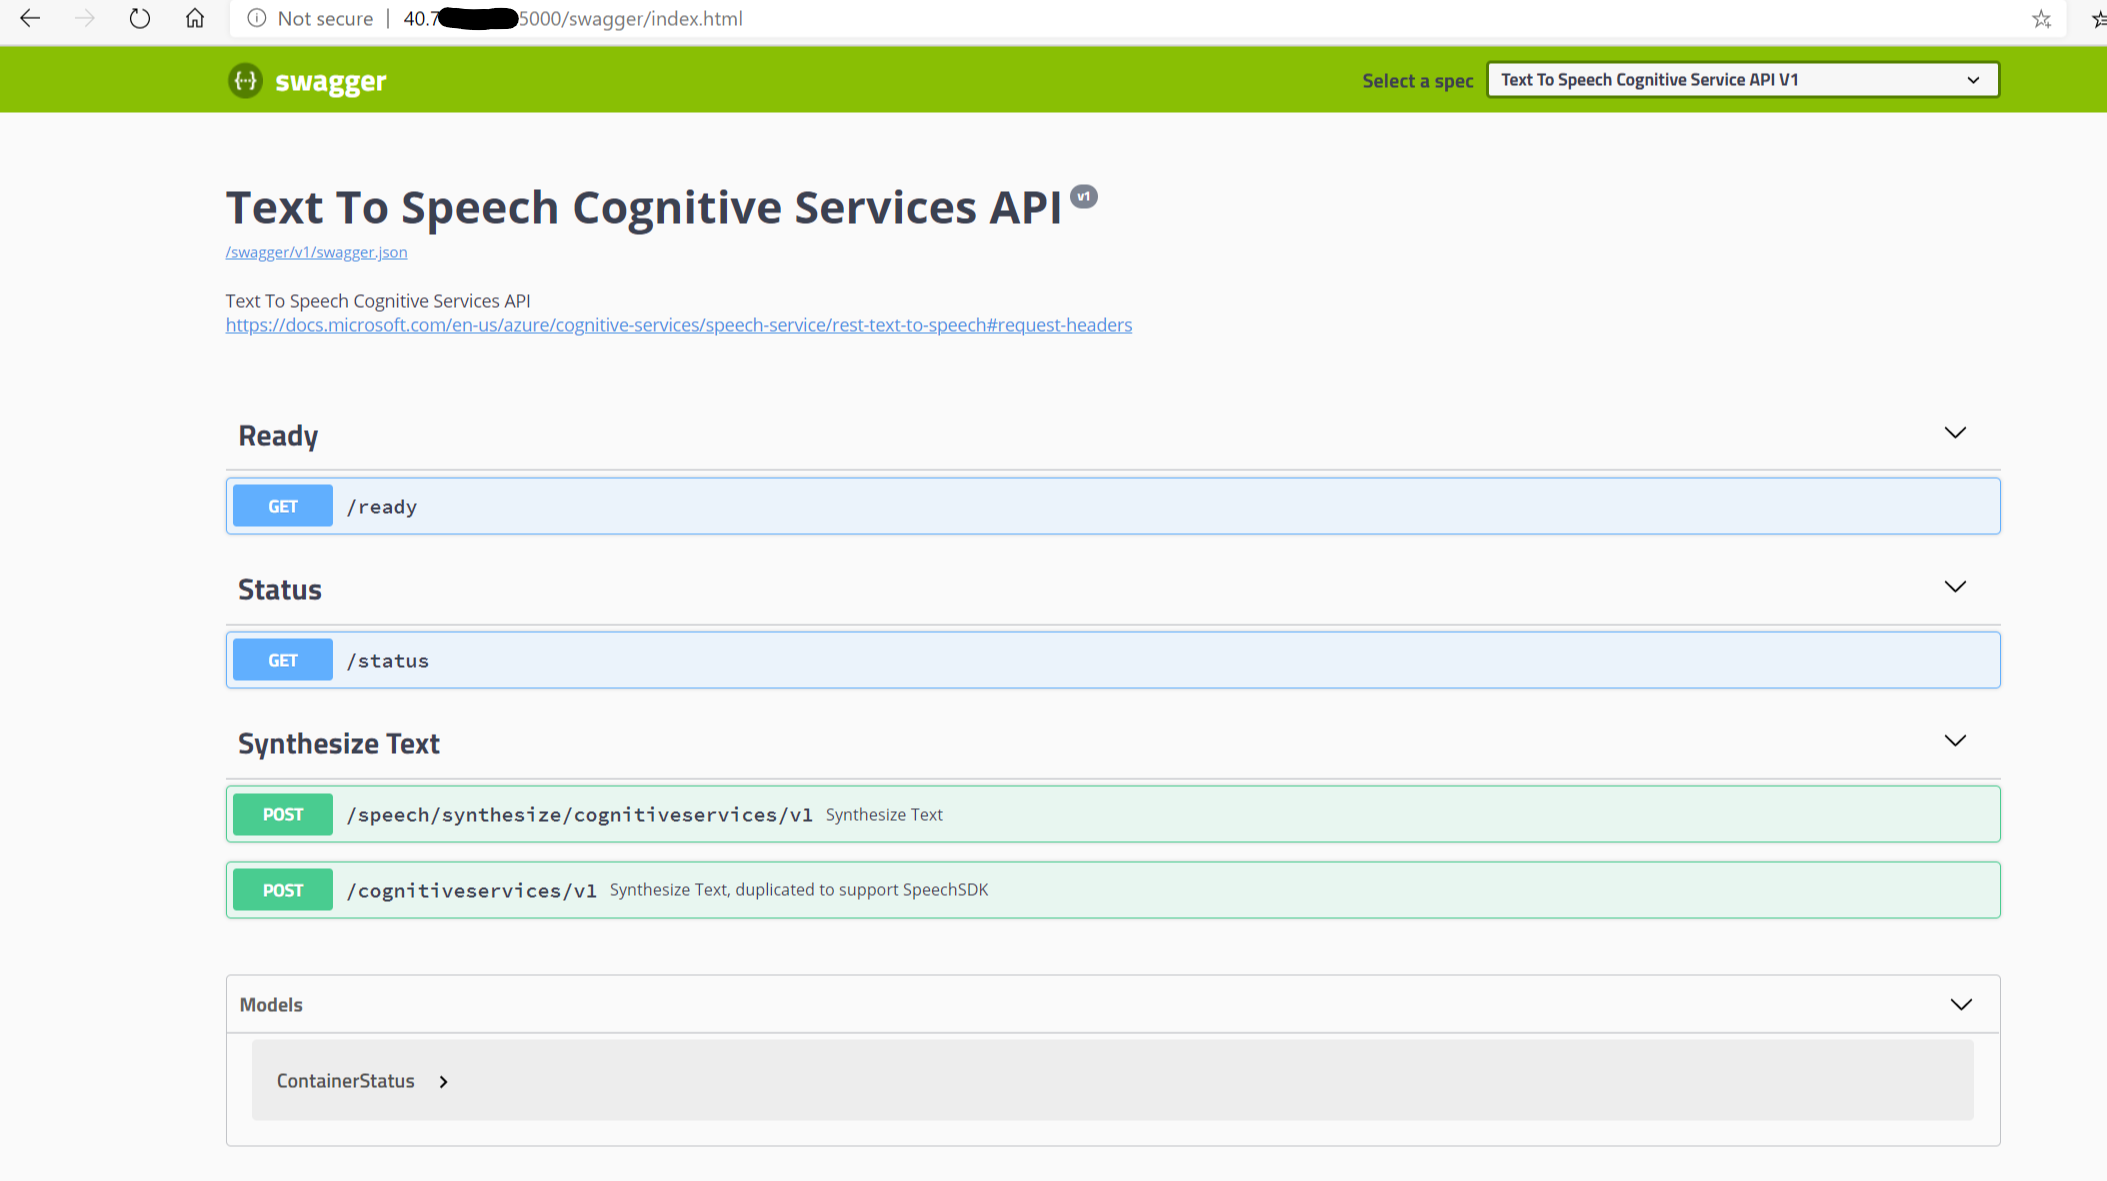 Not secure | 40.7 5000/swagger/index.html
{···} swagger
Select a spec
Text To Speech Cognitive Service API V1
Text To Speech Cognitive Services API v1
/swagger/v1/swagger.json
Text To Speech Cognitive Services API
https://docs.microsoft.com/en-us/azure/cognitive-services/speech-service/rest-text-to-speech#request-headers
Ready
GET /ready
Status
GET /status
Synthesize Text
POST /speech/synthesize/cognitiveservices/v1 Synthesize Text
POST /cognitiveservices/v1 Synthesize Text, duplicated to support SpeechSDK
Models
ContainerStatus